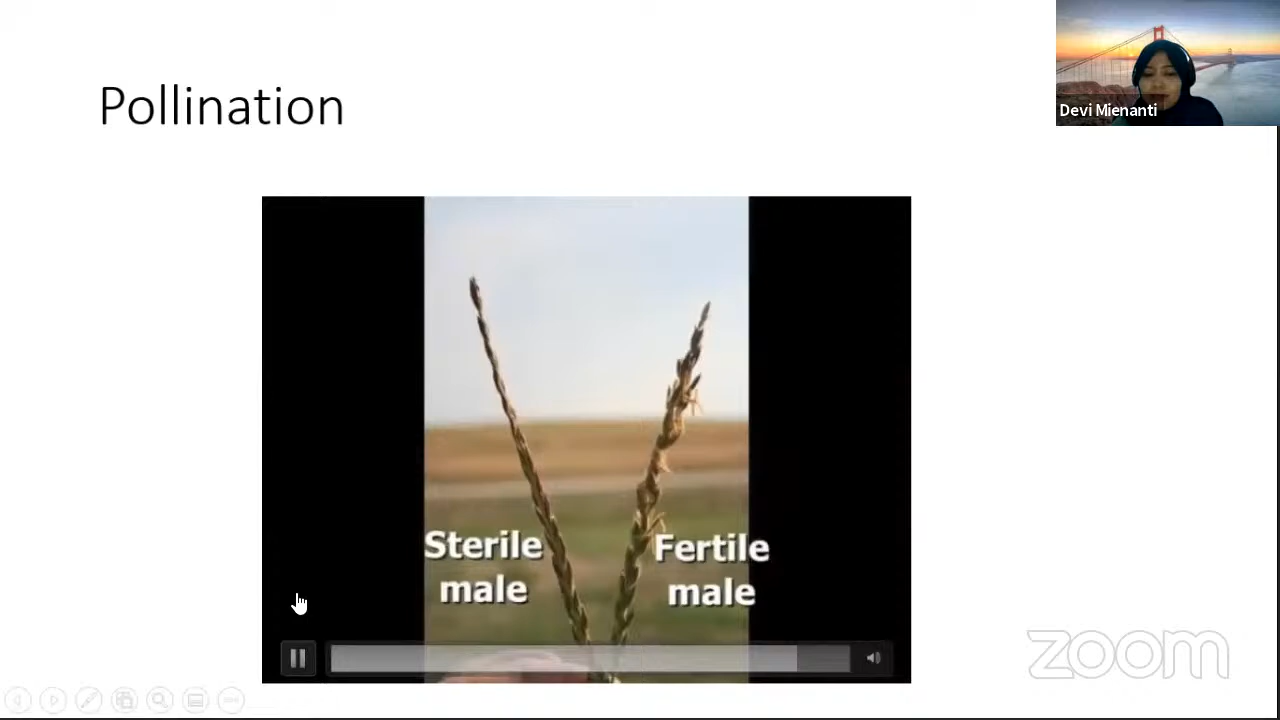 Pollination
Devi Mienanti
Sterile
male
Fertile
male
zoom